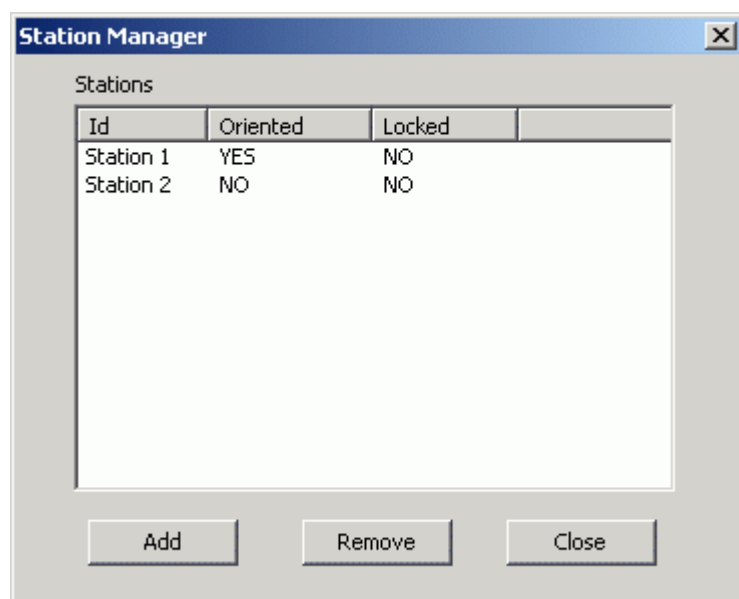 Station Manager
Stations
Id Oriented Locked
Station 1 YES NO
Station 2 NO NO
Add Remove Close